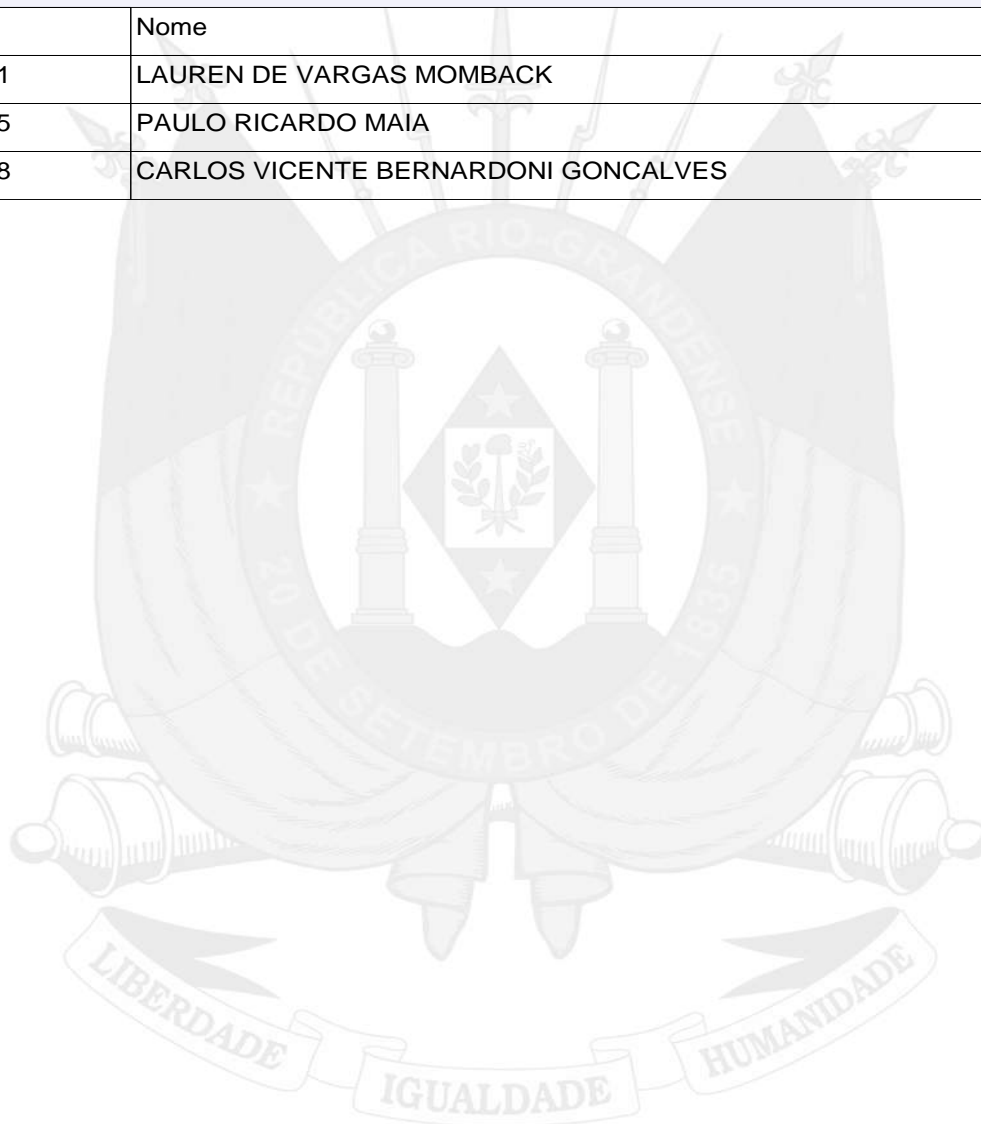 Nome
1 LAUREN DE VARGAS MOMBACK
5 PAULO RICARDO MAIA
8 CARLOS VICENTE BERNARDONI GONCALVES
REPÚBLICA RIO-GRANDENSE
★ 20 DE SETEMBRO DE 1835 ★
LIBERDADE
IGUALDADE
HUMANIDADE